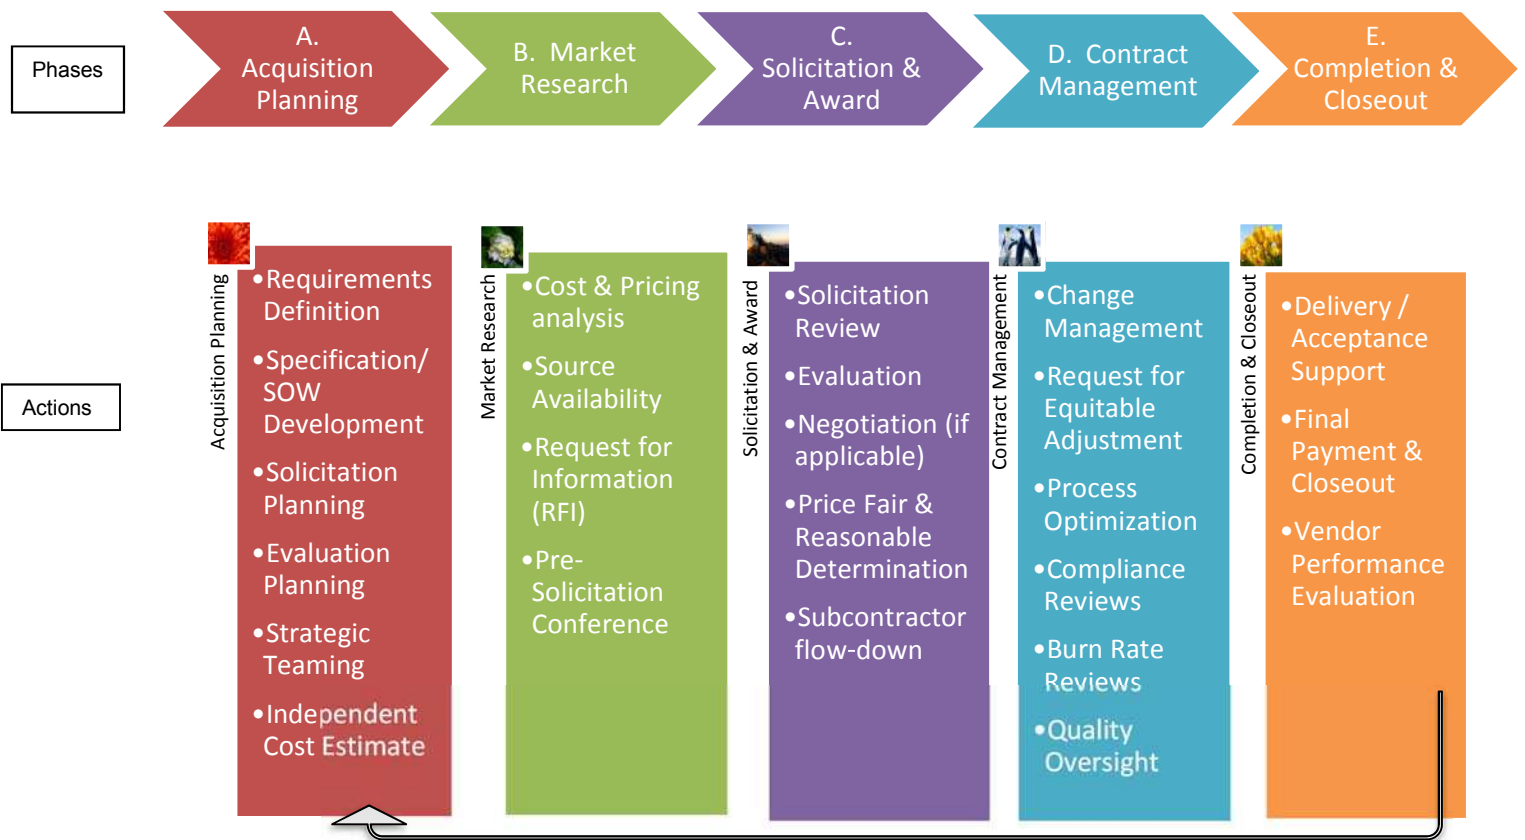 Phases
A.
Acquisition
Planning
B.  Market
Research
C.
Solicitation &
Award
D.  Contract
Management
E.
Completion &
Closeout
Actions
Acquisition Planning
•Requirements
Definition
•Specification/
SOW
Development
•Solicitation
Planning
•Evaluation
Planning
•Strategic
Teaming
•Independent
Cost Estimate
Market Research
•Cost & Pricing
analysis
•Source
Availability
•Request for
Information
(RFI)
•Pre-
Solicitation
Conference
Solicitation & Award
•Solicitation
Review
•Evaluation
•Negotiation (if
applicable)
•Price Fair &
Reasonable
Determination
•Subcontractor
flow-down
Contract Management
•Change
Management
•Request for
Equitable
Adjustment
•Process
Optimization
•Compliance
Reviews
•Burn Rate
Reviews
•Quality
Oversight
Completion & Closeout
•Delivery /
Acceptance
Support
•Final
Payment &
Closeout
•Vendor
Performance
Evaluation